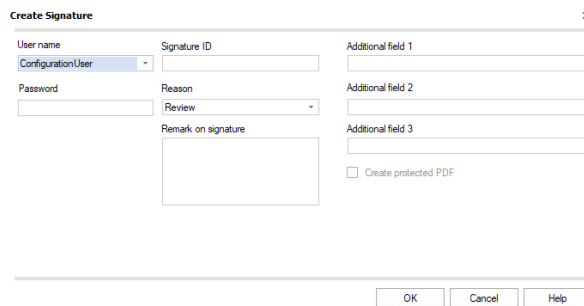 Create Signature
User name
Signature ID
Additional field 1
ConfigurationUser
Password
Reason
Additional field 2
Review
Remark on signature
Additional field 3
Create protected PDF
OK
Cancel
Help